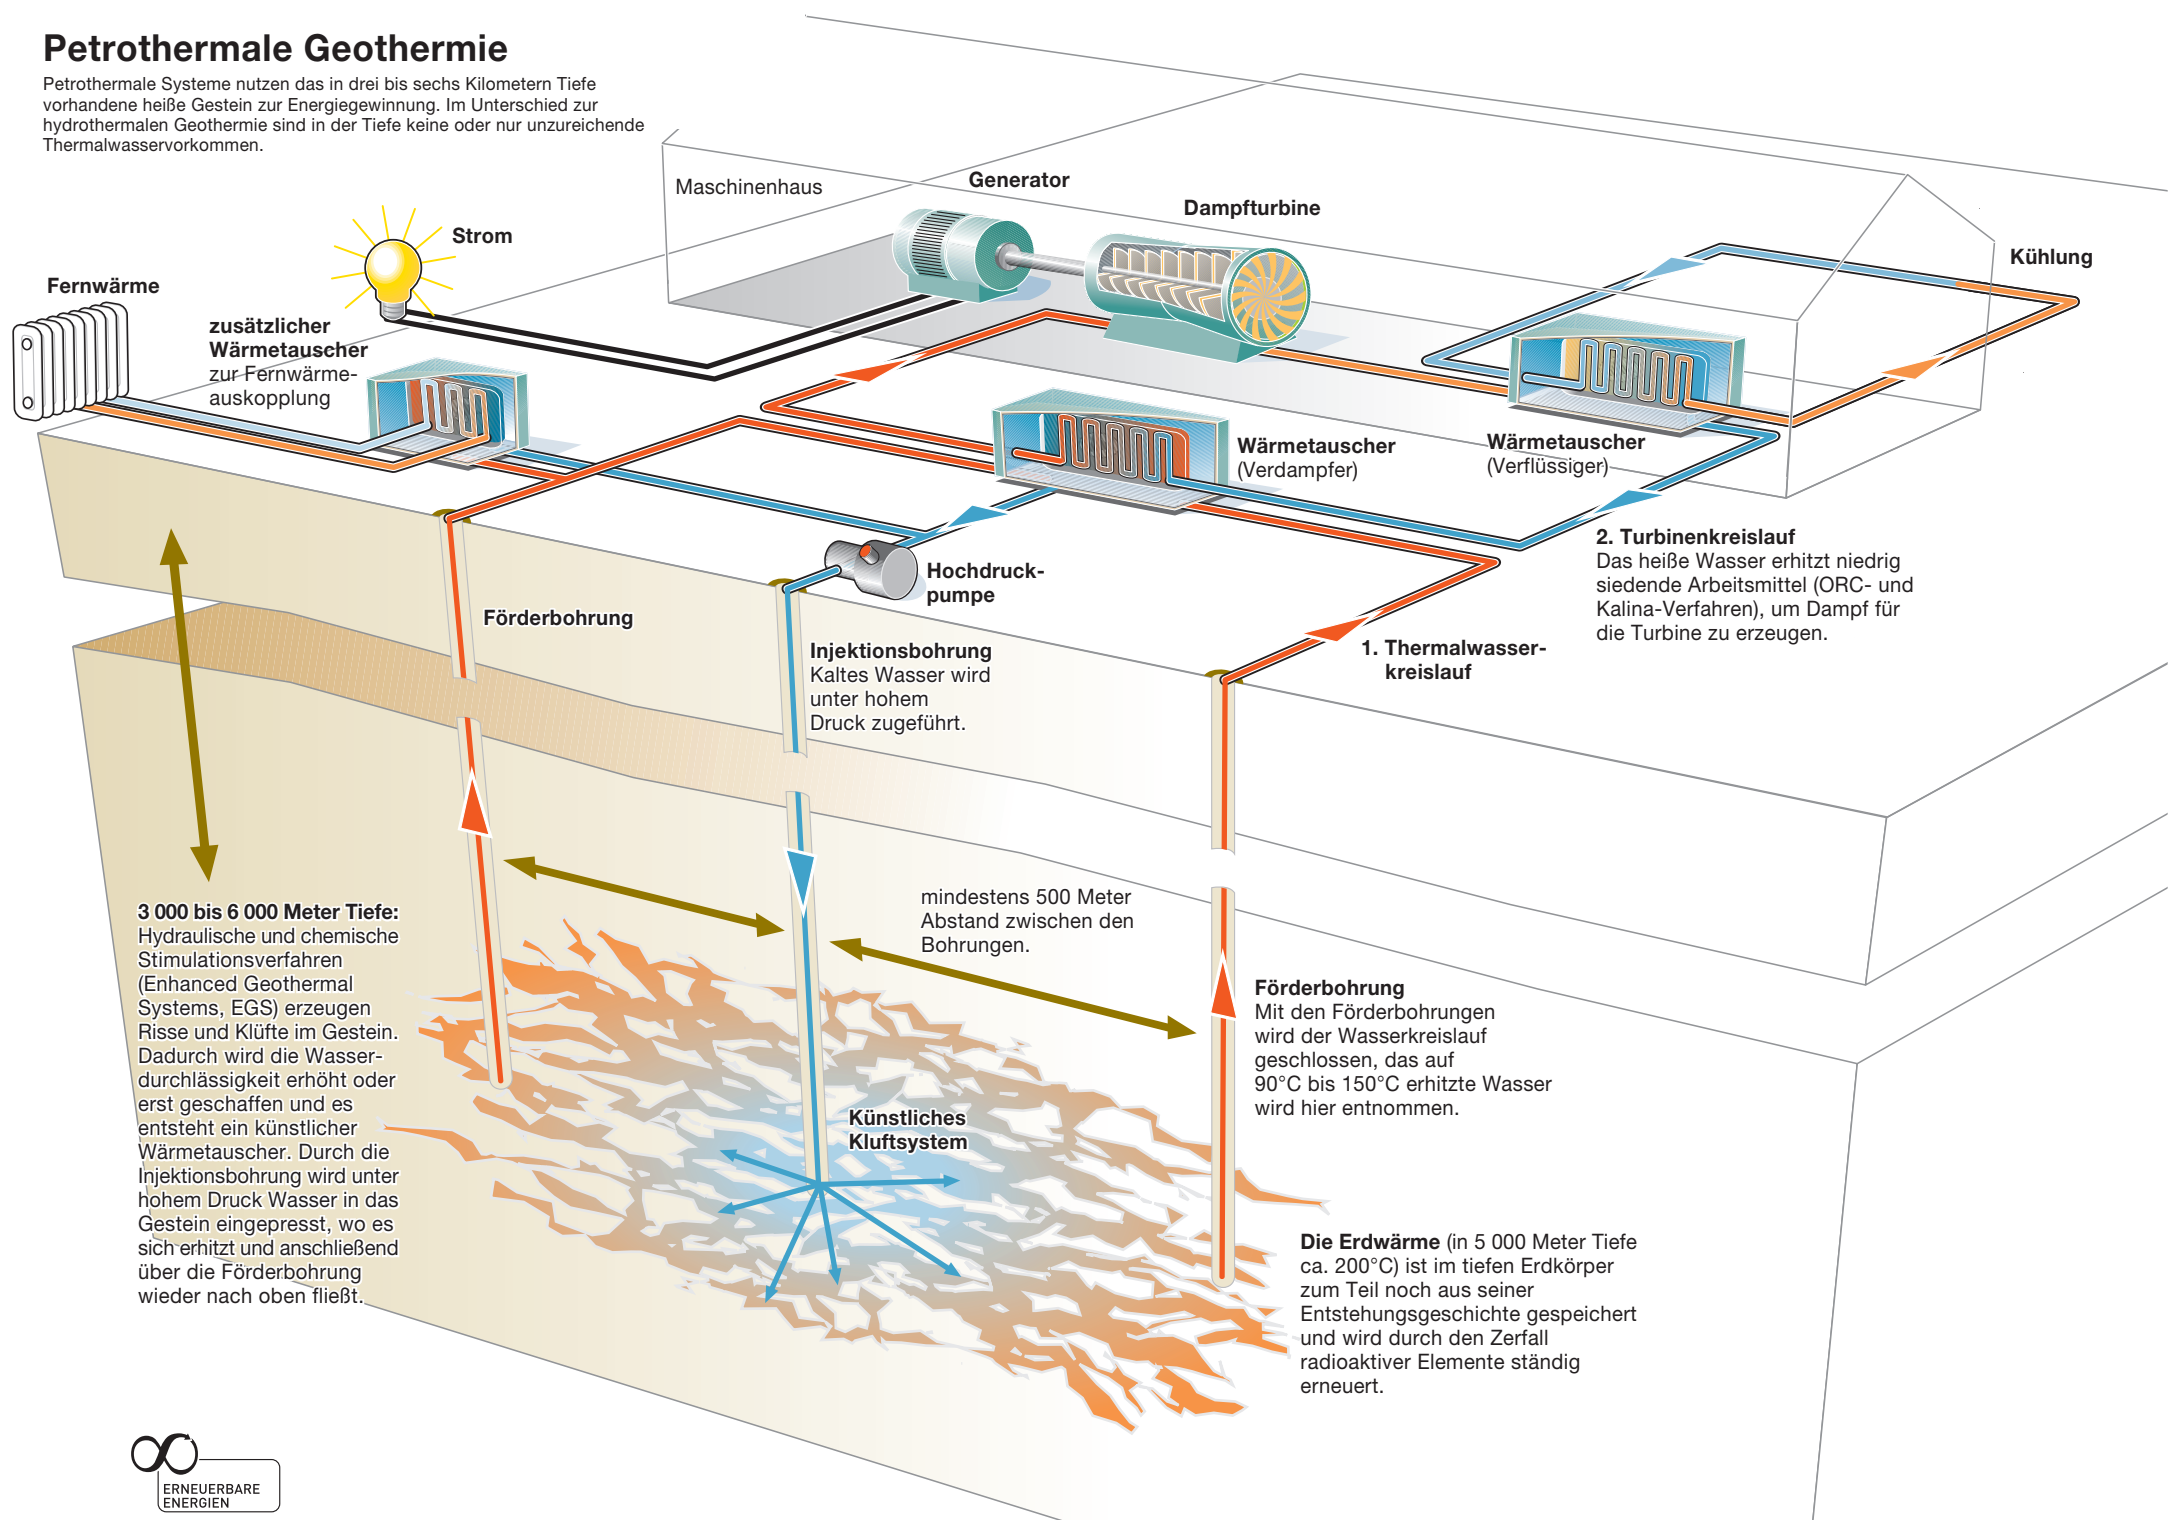 Petrothermale Geothermie
Petrothermale Systeme nutzen das in drei bis sechs Kilometern Tiefe
vorhandene heiße Gestein zur Energiegewinnung. Im Unterschied zur
hydrothermalen Geothermie sind in der Tiefe keine oder nur unzureichende
Thermalwasservorkommen.
Maschinenhaus
Generator
Dampfturbine
Strom
Kühlung
Fernwärme
zusätzlicher
Wärmetauscher
zur Fernwärme-
auskopplung
Wärmetauscher
(Verdampfer)
Wärmetauscher
(Verflüssiger)
2. Turbinenkreislauf
Das heiße Wasser erhitzt niedrig
siedende Arbeitsmittel (ORC- und
Kalina-Verfahren), um Dampf für
die Turbine zu erzeugen.
Hochdruck-
pumpe
Förderbohrung
Injektionsbohrung
Kaltes Wasser wird
unter hohem
Druck zugeführt.
1. Thermalwasser-
kreislauf
3 000 bis 6 000 Meter Tiefe:
Hydraulische und chemische
Stimulationsverfahren
(Enhanced Geothermal
Systems, EGS) erzeugen
Risse und Klüfte im Gestein.
Dadurch wird die Wasser-
durchlässigkeit erhöht oder
erst geschaffen und es
entsteht ein künstlicher
Wärmetauscher. Durch die
Injektionsbohrung wird unter
hohem Druck Wasser in das
Gestein eingepresst, wo es
sich erhitzt und anschließend
über die Förderbohrung
wieder nach oben fließt.
mindestens 500 Meter
Abstand zwischen den
Bohrungen.
Förderbohrung
Mit den Förderbohrungen
wird der Wasserkreislauf
geschlossen, das auf
90°C bis 150°C erhitzte Wasser
wird hier entnommen.
Künstliches
Kluftsystem
Die Erdwärme (in 5 000 Meter Tiefe
ca. 200°C) ist im tiefen Erdkörper
zum Teil noch aus seiner
Entstehungsgeschichte gespeichert
und wird durch den Zerfall
radioaktiver Elemente ständig
erneuert.
ERNEUERBARE
ENERGIEN